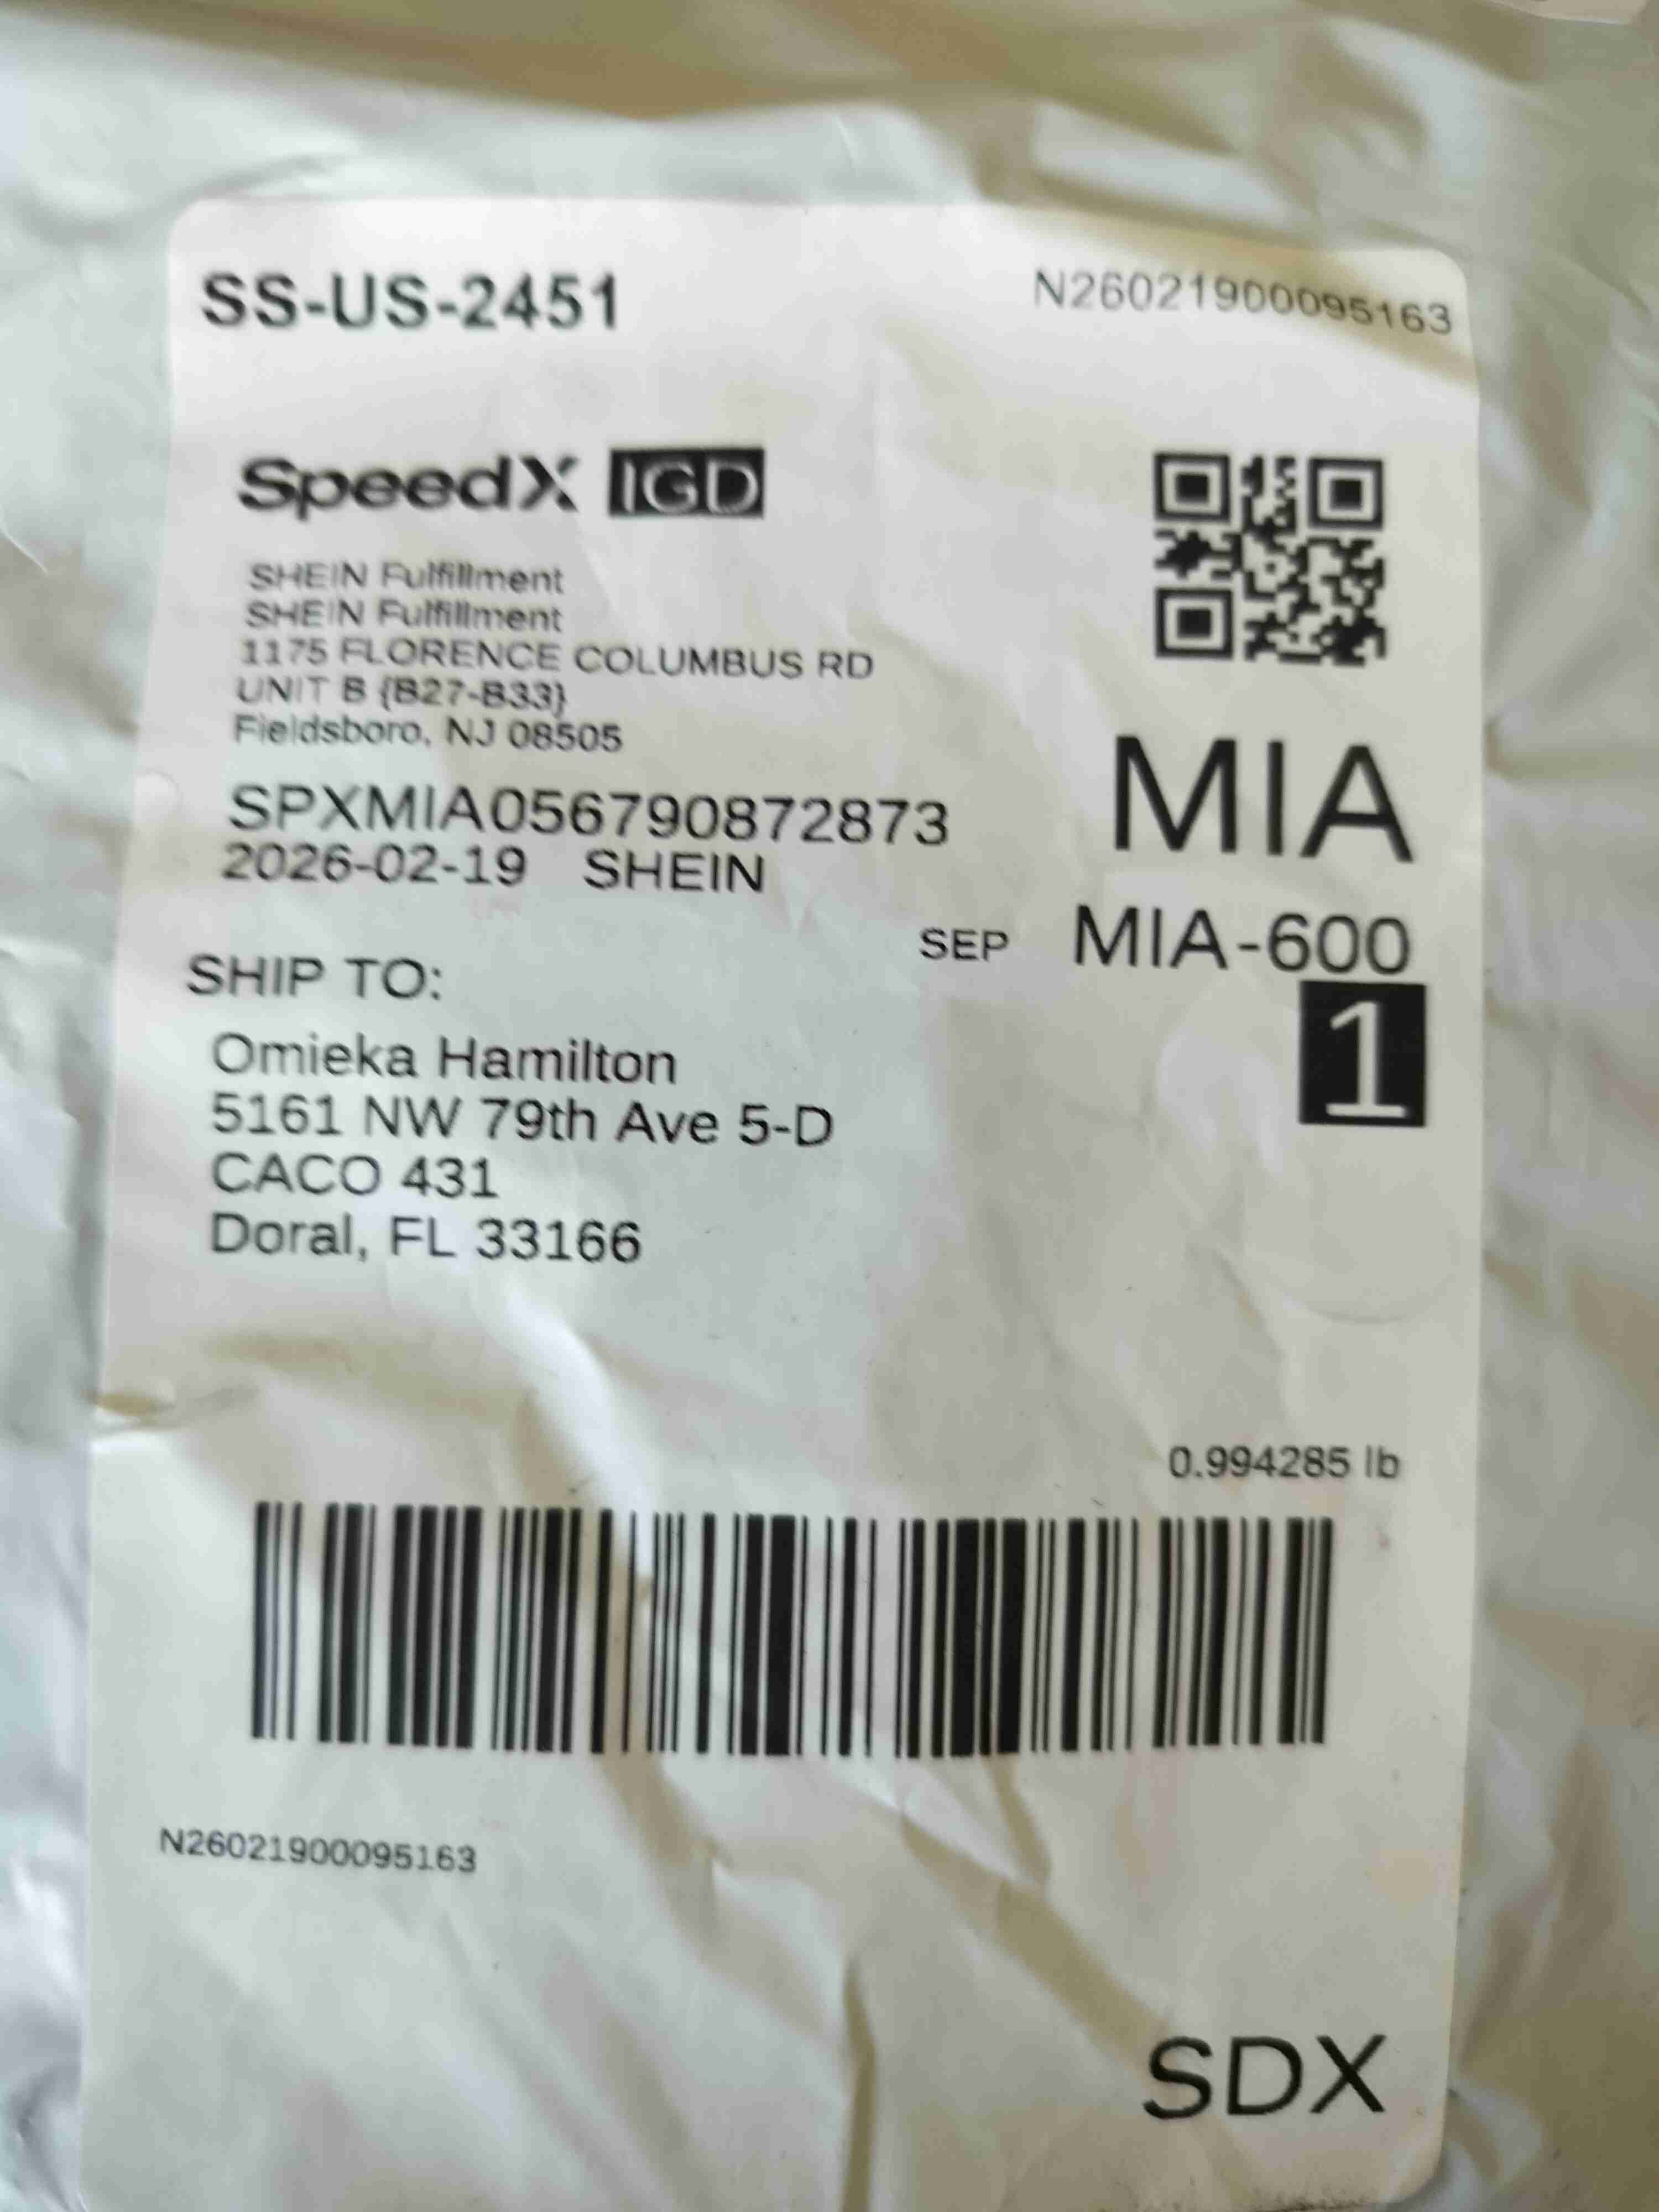 SS-US-2451
N26021900095163
SpeedX IGD
SHEIN Fulfillment
SHEIN Fulfillment
1175 FLORENCE COLUMBUS RD
UNIT B {B27-B33}
Fieldsboro, NJ 08505
MIA
SPXMIA056790872873
2026-02-19 SHEIN
SEP MIA-600
1
SHIP TO:
Omieka Hamilton
5161 NW 79th Ave 5-D
CACO 431
Doral, FL 33166
0.994285 lb
N26021900095163
SDX